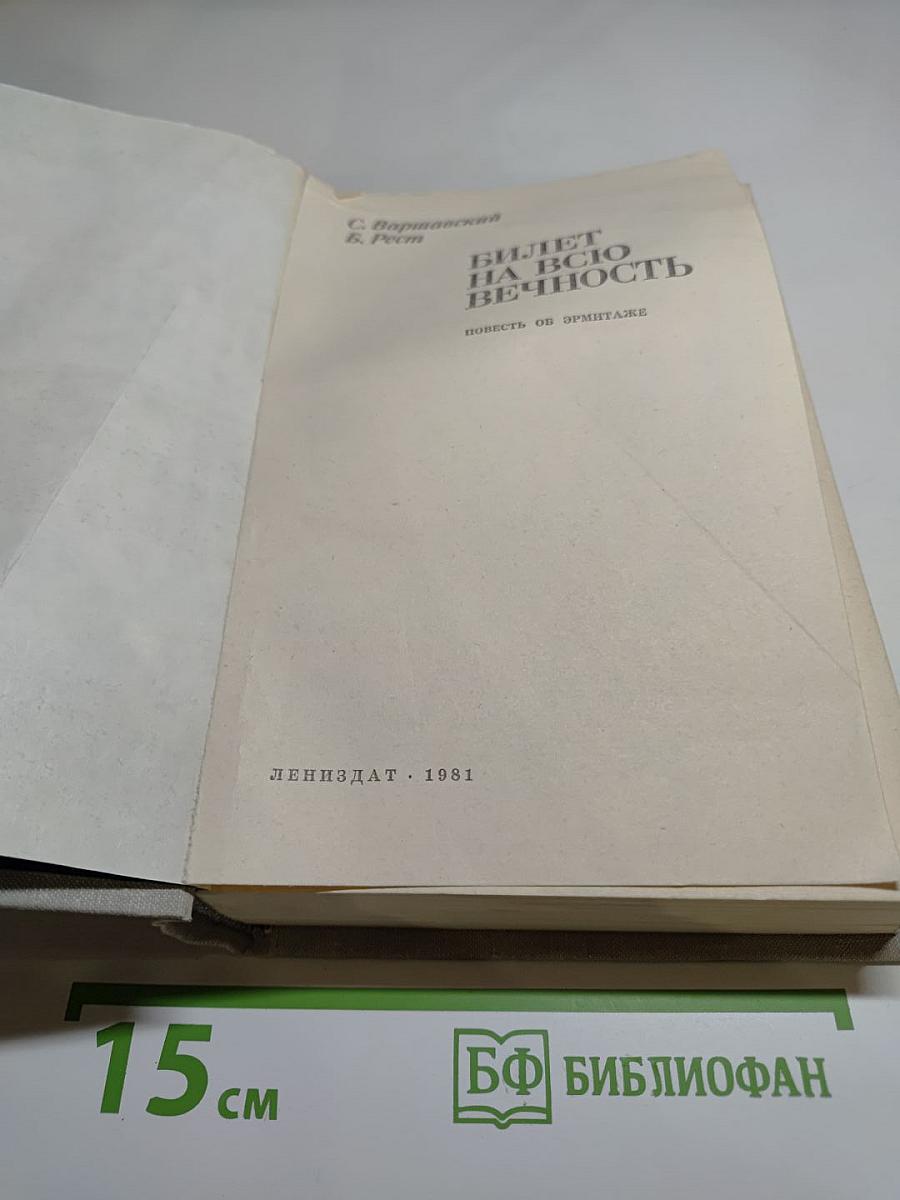 С. Варшавский
Б. Рест
БИЛЕТ
НА ВСЮ
ВЕЧНОСТЬ
ПОВЕСТЬ ОБ ЭРМИТАЖЕ
ЛЕНИЗДАТ · 1981
15 см
БФ БИБЛИОФАН